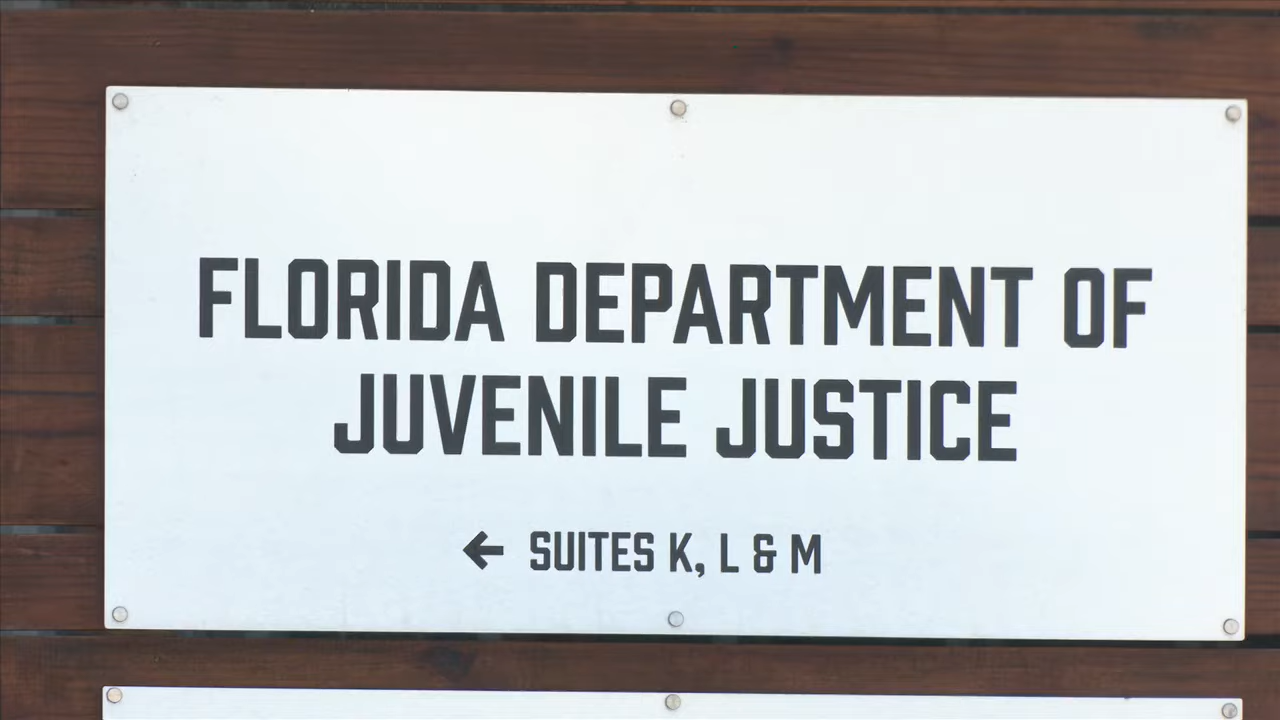 FLORIDA DEPARTMENT OF
JUVENILE JUSTICE
← SUITES K, L & M